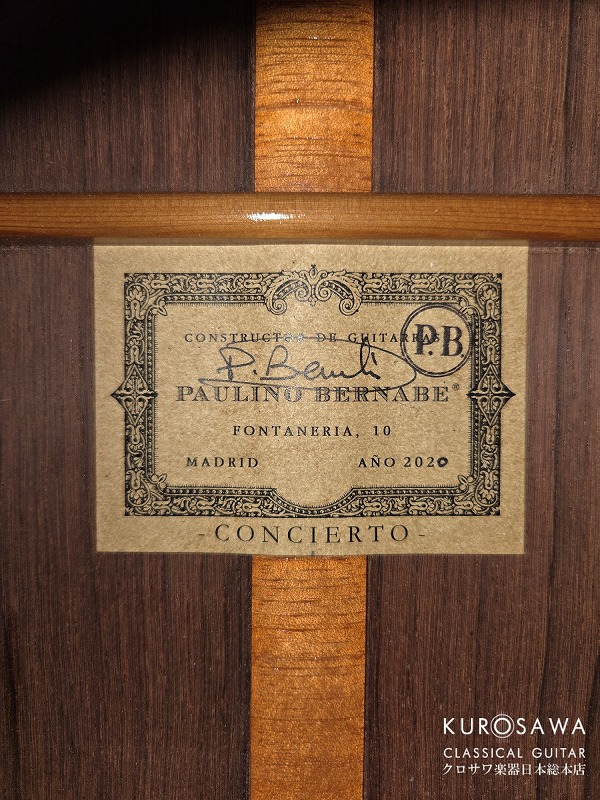 CONSTRUCTOR DE GUITARRAS
P.B.
P. Bernabé
PAULINO BERNABE®
FONTANERIA, 10
MADRID AÑO 2020
-CONCIERTO-
KUROSAWA
CLASSICAL GUITAR
クロサワ楽器日本総本店